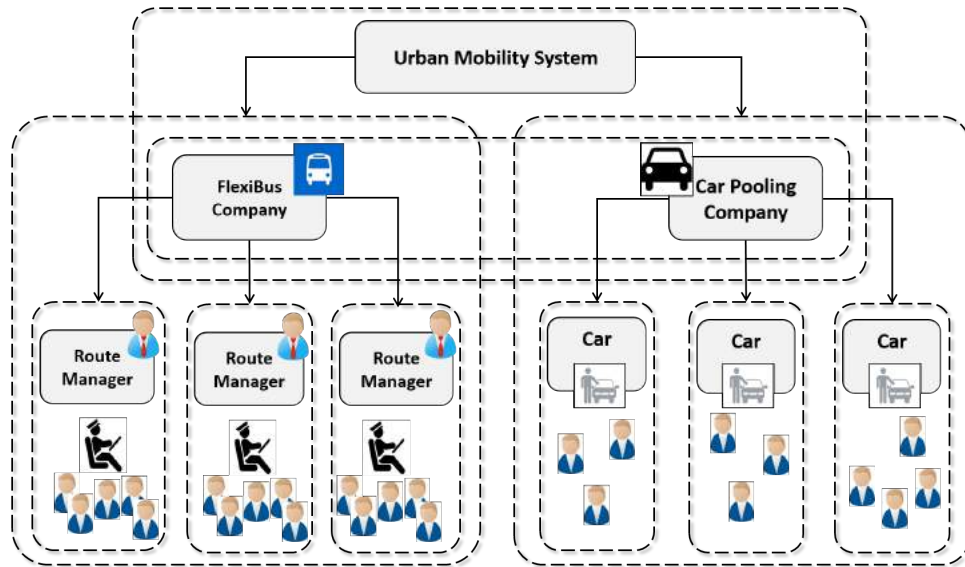 Urban Mobility System
FlexiBus
Company
Car Pooling
Company
Route
Manager
Route
Manager
Route
Manager
Car
Car
Car